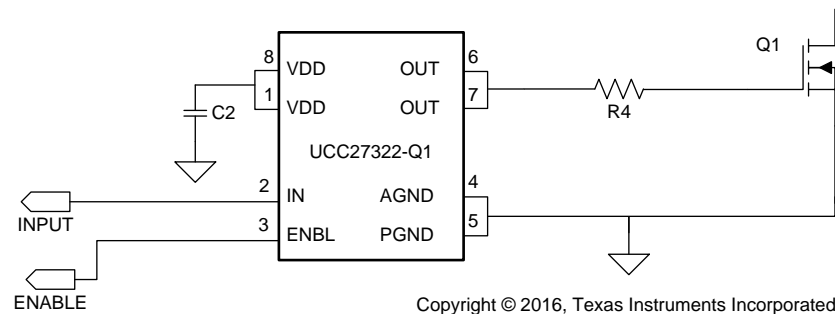 Q1
8
VDD
OUT
6
1
VDD
OUT
7
C2
R4
UCC27322-Q1
2
IN
AGND
4
INPUT
3
ENBL
PGND
5
ENABLE
Copyright © 2016, Texas Instruments Incorporated